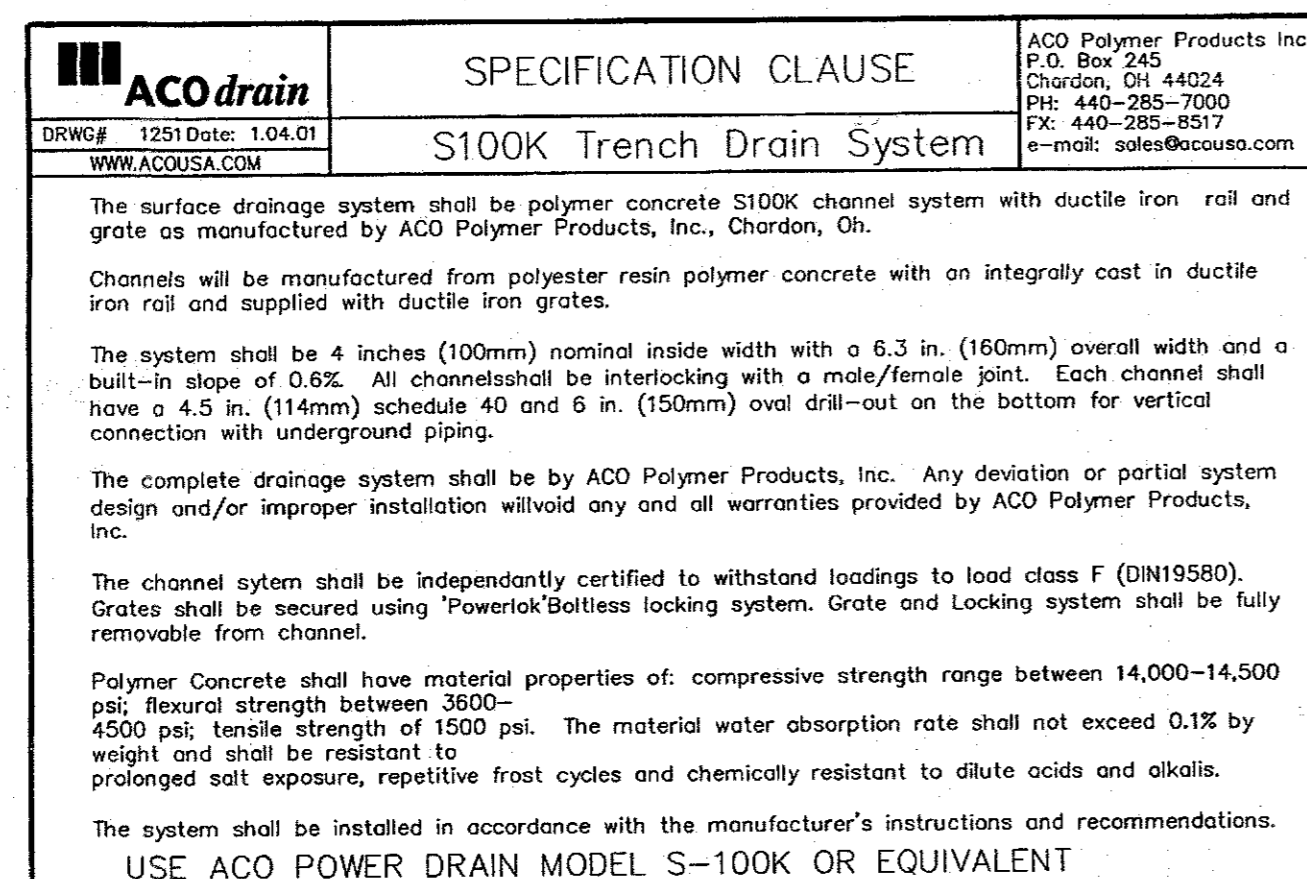 ACO drain
SPECIFICATION CLAUSE
ACO Polymer Products Inc
P.O. Box 245
Chardon, OH 44024
PH: 440-285-7000
FX: 440-285-8517
e-mail: sales@acousa.com
DRWG# 1251 Date: 1.04.01
WWW.ACOUSA.COM
S100K Trench Drain System
The surface drainage system shall be polymer concrete S100K channel system with ductile iron rail and
grate as manufactured by ACO Polymer Products, Inc., Chardon, Oh.
Channels will be manufactured from polyester resin polymer concrete with an integrally cast in ductile
iron rail and supplied with ductile iron grates.
The system shall be 4 inches (100mm) nominal inside width with a 6.3 in. (160mm) overall width and a
built-in slope of 0.6%. All channelsshall be interlocking with a male/female joint. Each channel shall
have a 4.5 in. (114mm) schedule 40 and 6 in. (150mm) oval drill-out on the bottom for vertical
connection with underground piping.
The complete drainage system shall be by ACO Polymer Products, Inc. Any deviation or partial system
design and/or improper installation willvoid any and all warranties provided by ACO Polymer Products,
Inc.
The channel sytem shall be independantly certified to withstand loadings to load class F (DIN19580).
Grates shall be secured using 'Powerlok'Boltless locking system. Grate and Locking system shall be fully
removable from channel.
Polymer Concrete shall have material properties of: compressive strength range between 14,000-14,500
psi; flexural strength between 3600-
4500 psi; tensile strength of 1500 psi. The material water absorption rate shall not exceed 0.1% by
weight and shall be resistant to
prolonged salt exposure, repetitive frost cycles and chemically resistant to dilute acids and alkalis.
The system shall be installed in accordance with the manufacturer's instructions and recommendations.
USE ACO POWER DRAIN MODEL S-100K OR EQUIVALENT